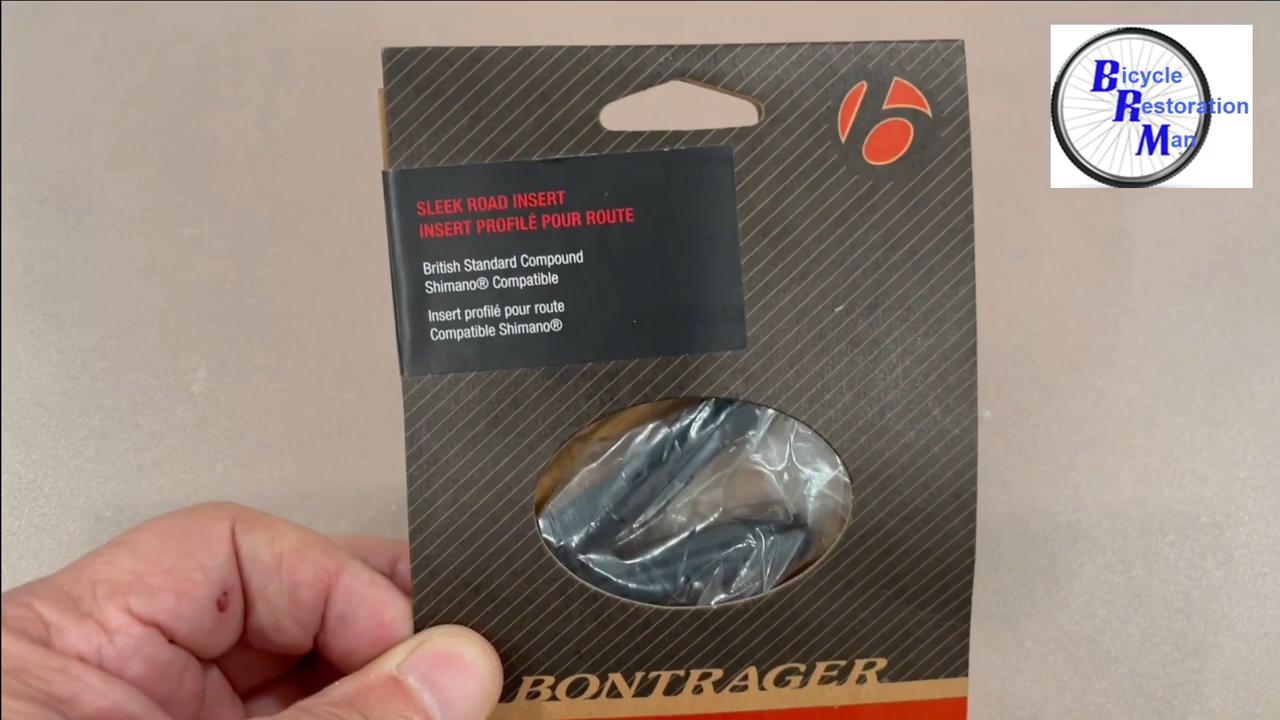 Bicycle
Restoration
Man
SLEEK ROAD INSERT
INSERT PROFILÉ POUR ROUTE
British Standard Compound
Shimano® Compatible
Insert profilé pour route
Compatible Shimano®
BONTRAGER